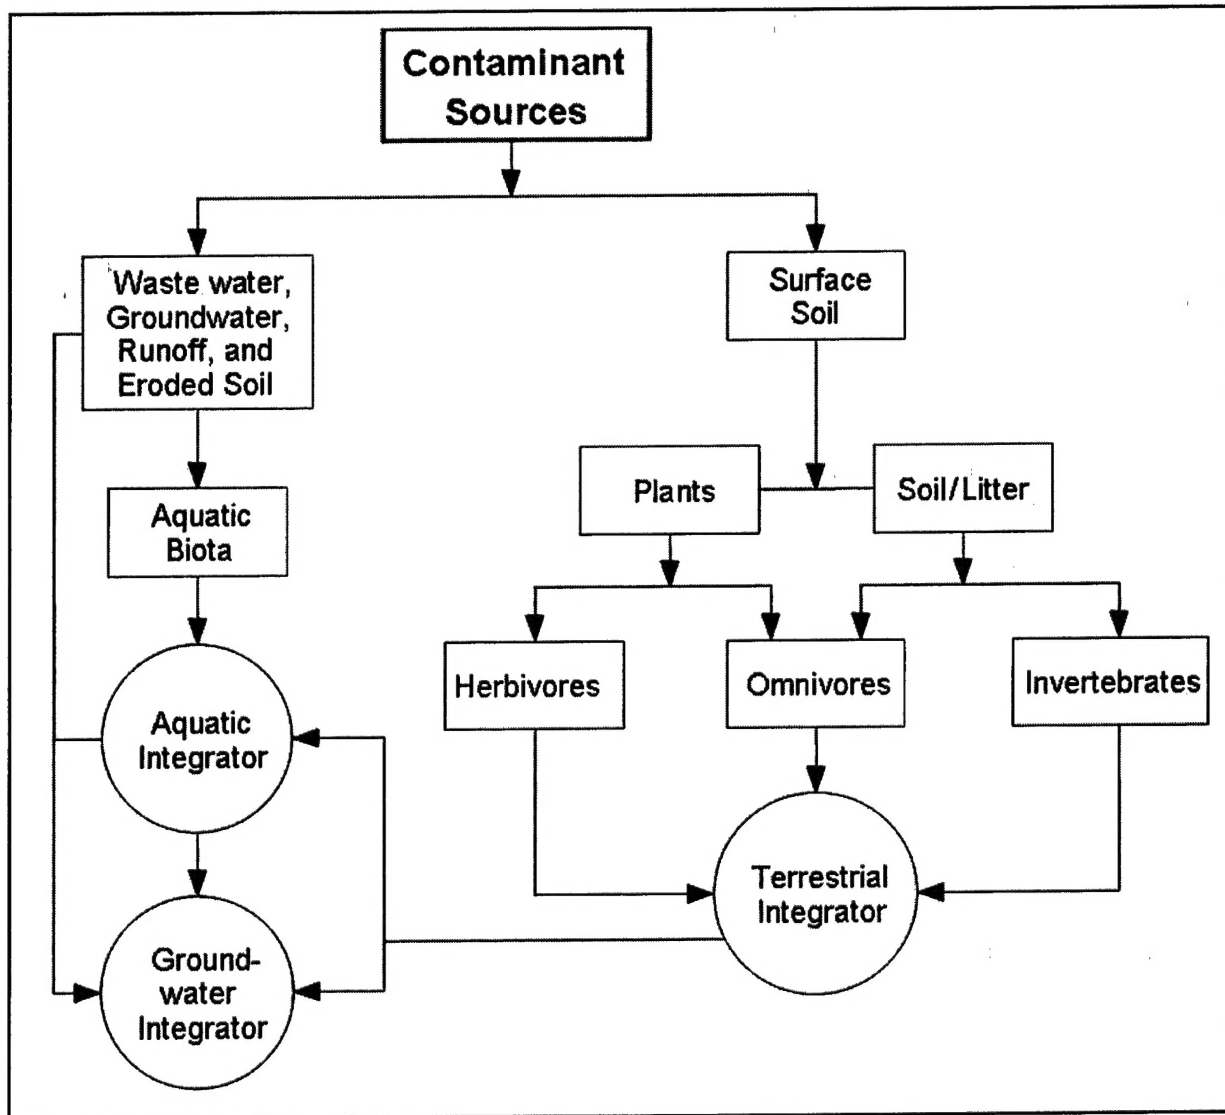 Contaminant
Sources
Waste water,
Groundwater,
Runoff, and
Eroded Soil
Surface
Soil
Plants
Soil/Litter
Aquatic
Biota
Herbivores
Omnivores
Invertebrates
Aquatic
Integrator
Terrestrial
Integrator
Ground-
water
Integrator